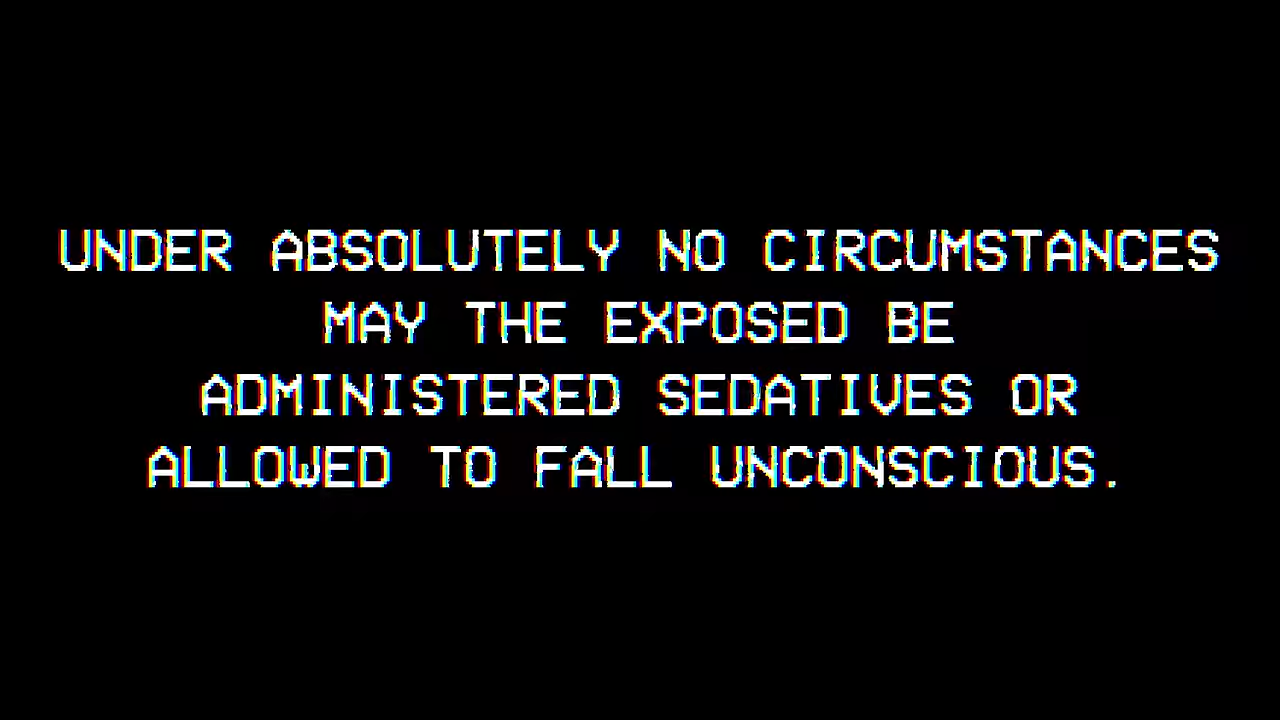 UNDER ABSOLUTELY NO CIRCUMSTANCES
MAY THE EXPOSED BE
ADMINISTERED SEDATIVES OR
ALLOWED TO FALL UNCONSCIOUS.